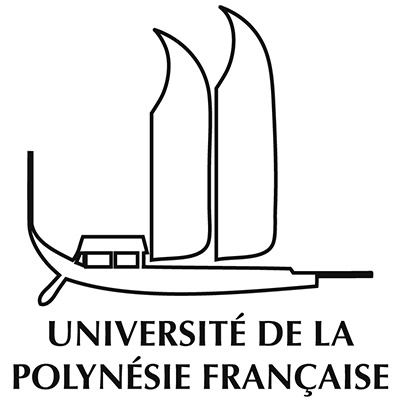 UNIVERSITÉ DE LA
POLYNÉSIE FRANÇAISE